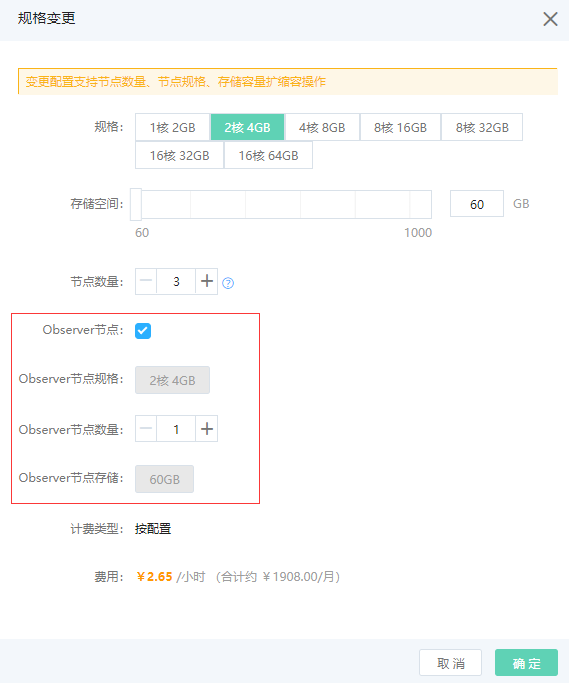 规格变更
变更配置支持节点数量、节点规格、存储容量扩缩容操作
规格： 1核 2GB 2核 4GB 4核 8GB 8核 16GB 8核 32GB
16核 32GB 16核 64GB
存储空间： 60 GB
60 1000
节点数量： 3 ?
Observer节点：
Observer节点规格： 2核 4GB
Observer节点数量： 1
Observer节点存储： 60GB
计费类型： 按配置
费用： ￥2.65 /小时 （合计约 ￥1908.00/月）
取消 确定